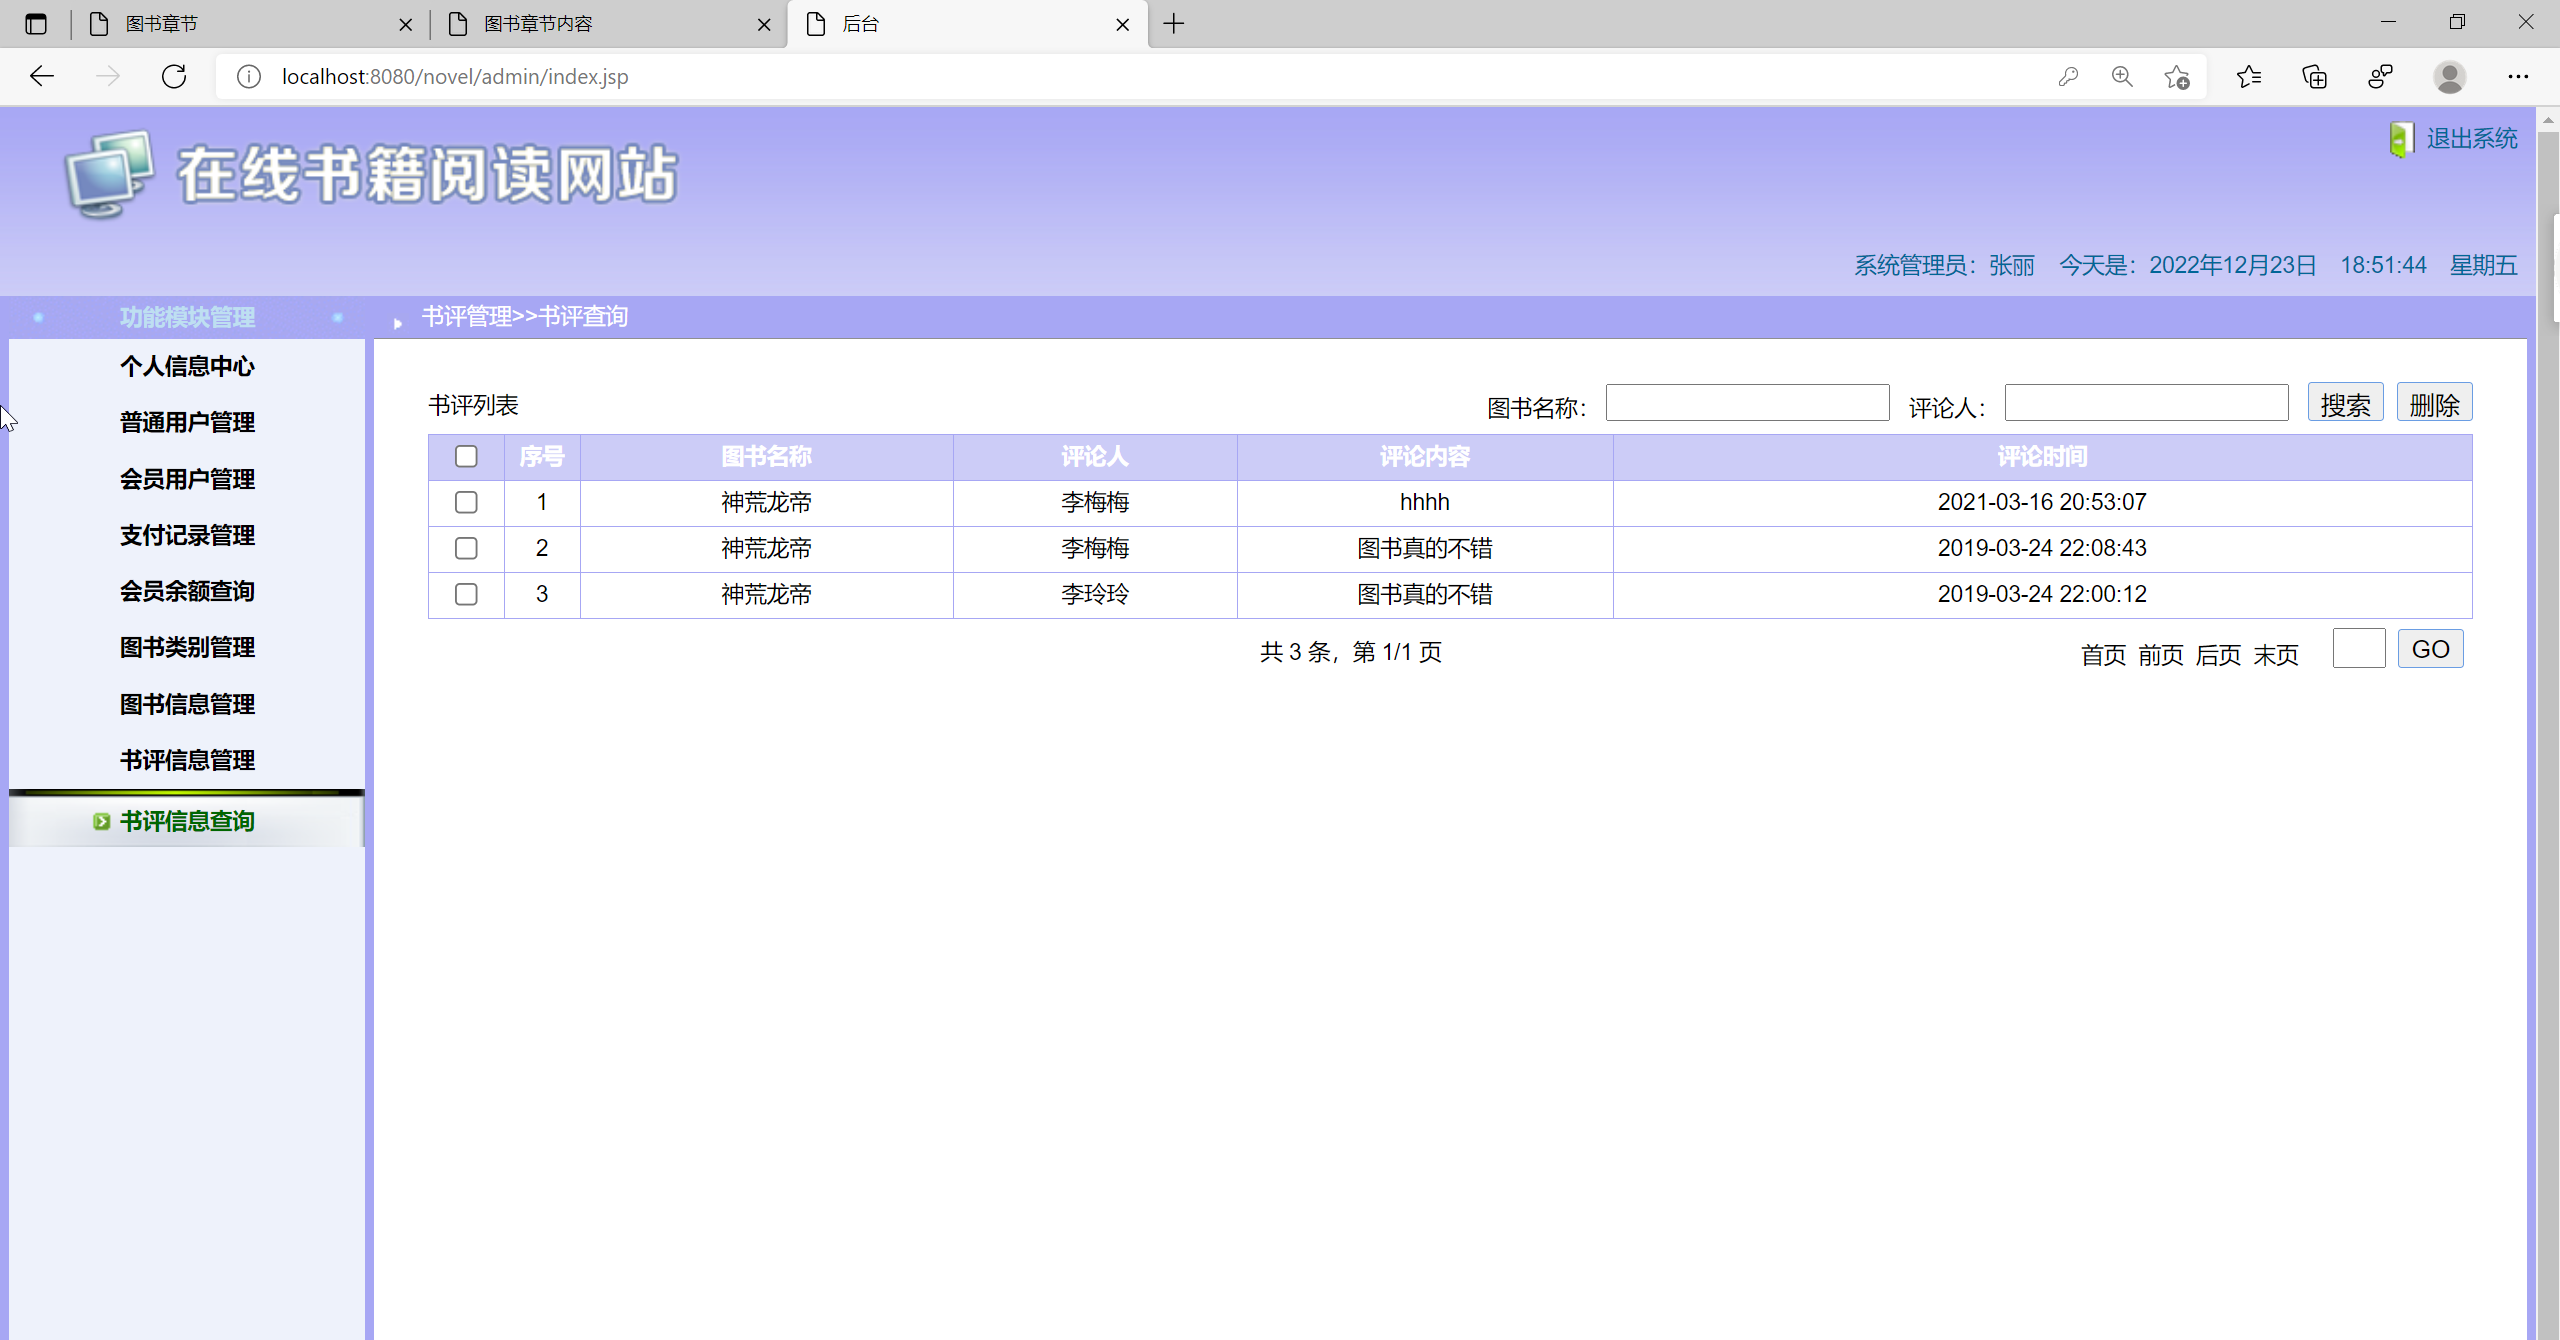 图书章节
图书章节内容
后台
localhost:8080/novel/admin/index.jsp
在线书籍阅读网站
退出系统
系统管理员：张丽 今天是：2022年12月23日 18:51:44 星期五
功能模块管理
书评管理>>书评查询
个人信息中心
普通用户管理
会员用户管理
支付记录管理
会员余额查询
图书类别管理
图书信息管理
书评信息管理
书评信息查询
书评列表 图书名称： 评论人： 搜索 删除
序号 图书名称 评论人 评论内容 评论时间
1 神荒龙帝 李梅梅 hhhh 2021-03-16 20:53:07
2 神荒龙帝 李梅梅 图书真的不错 2019-03-24 22:08:43
3 神荒龙帝 李玲玲 图书真的不错 2019-03-24 22:00:12
共 3 条，第 1/1 页 首页 前页 后页 末页 GO